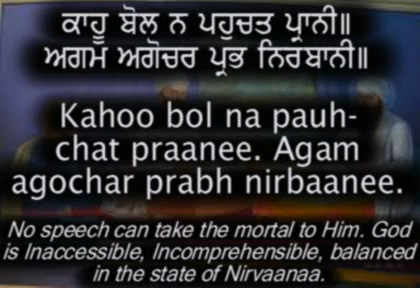 ਕਾਹੂ ਬੋਲ ਨ ਪਹੁਚਤ ਪ੍ਰਾਨੀ॥
ਅਗਮ ਅਗੋਚਰ ਪ੍ਰਭ ਨਿਰਬਾਨੀ॥
Kahoo bol na pauh-
chat praanee. Agam
agochar prabh nirbaanee.
No speech can take the mortal to Him. God
is Inaccessible, Incomprehensible, balanced
in the state of Nirvaanaa.